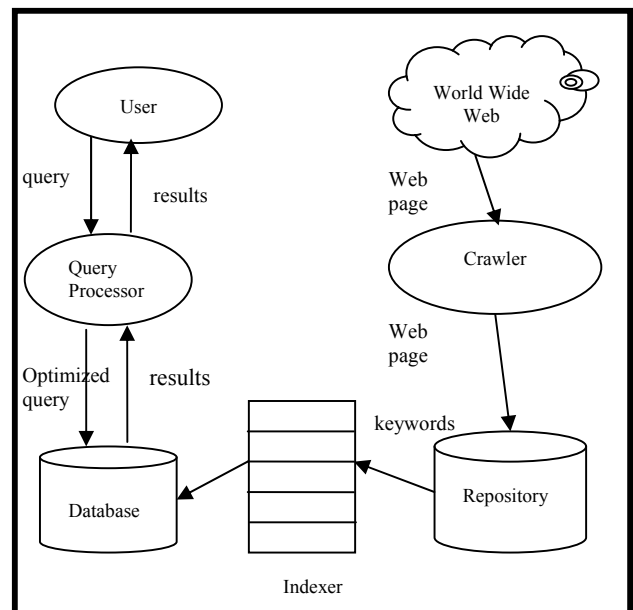 User
World Wide
Web
query
results
Web
page
Query
Processor
Crawler
Web
page
Optimized
query
results
keywords
Database
Repository
Indexer